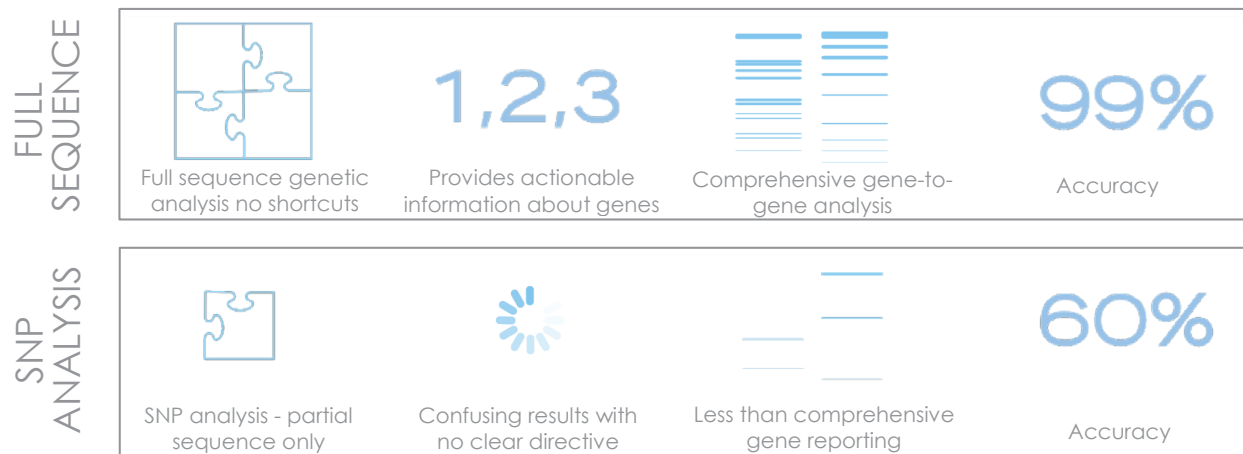 FULL
SEQUENCE
1,2,3
99%
Full sequence genetic
analysis no shortcuts
Provides actionable
information about genes
Comprehensive gene-to-
gene analysis
Accuracy
SNP
ANALYSIS
60%
SNP analysis - partial
sequence only
Confusing results with
no clear directive
Less than comprehensive
gene reporting
Accuracy